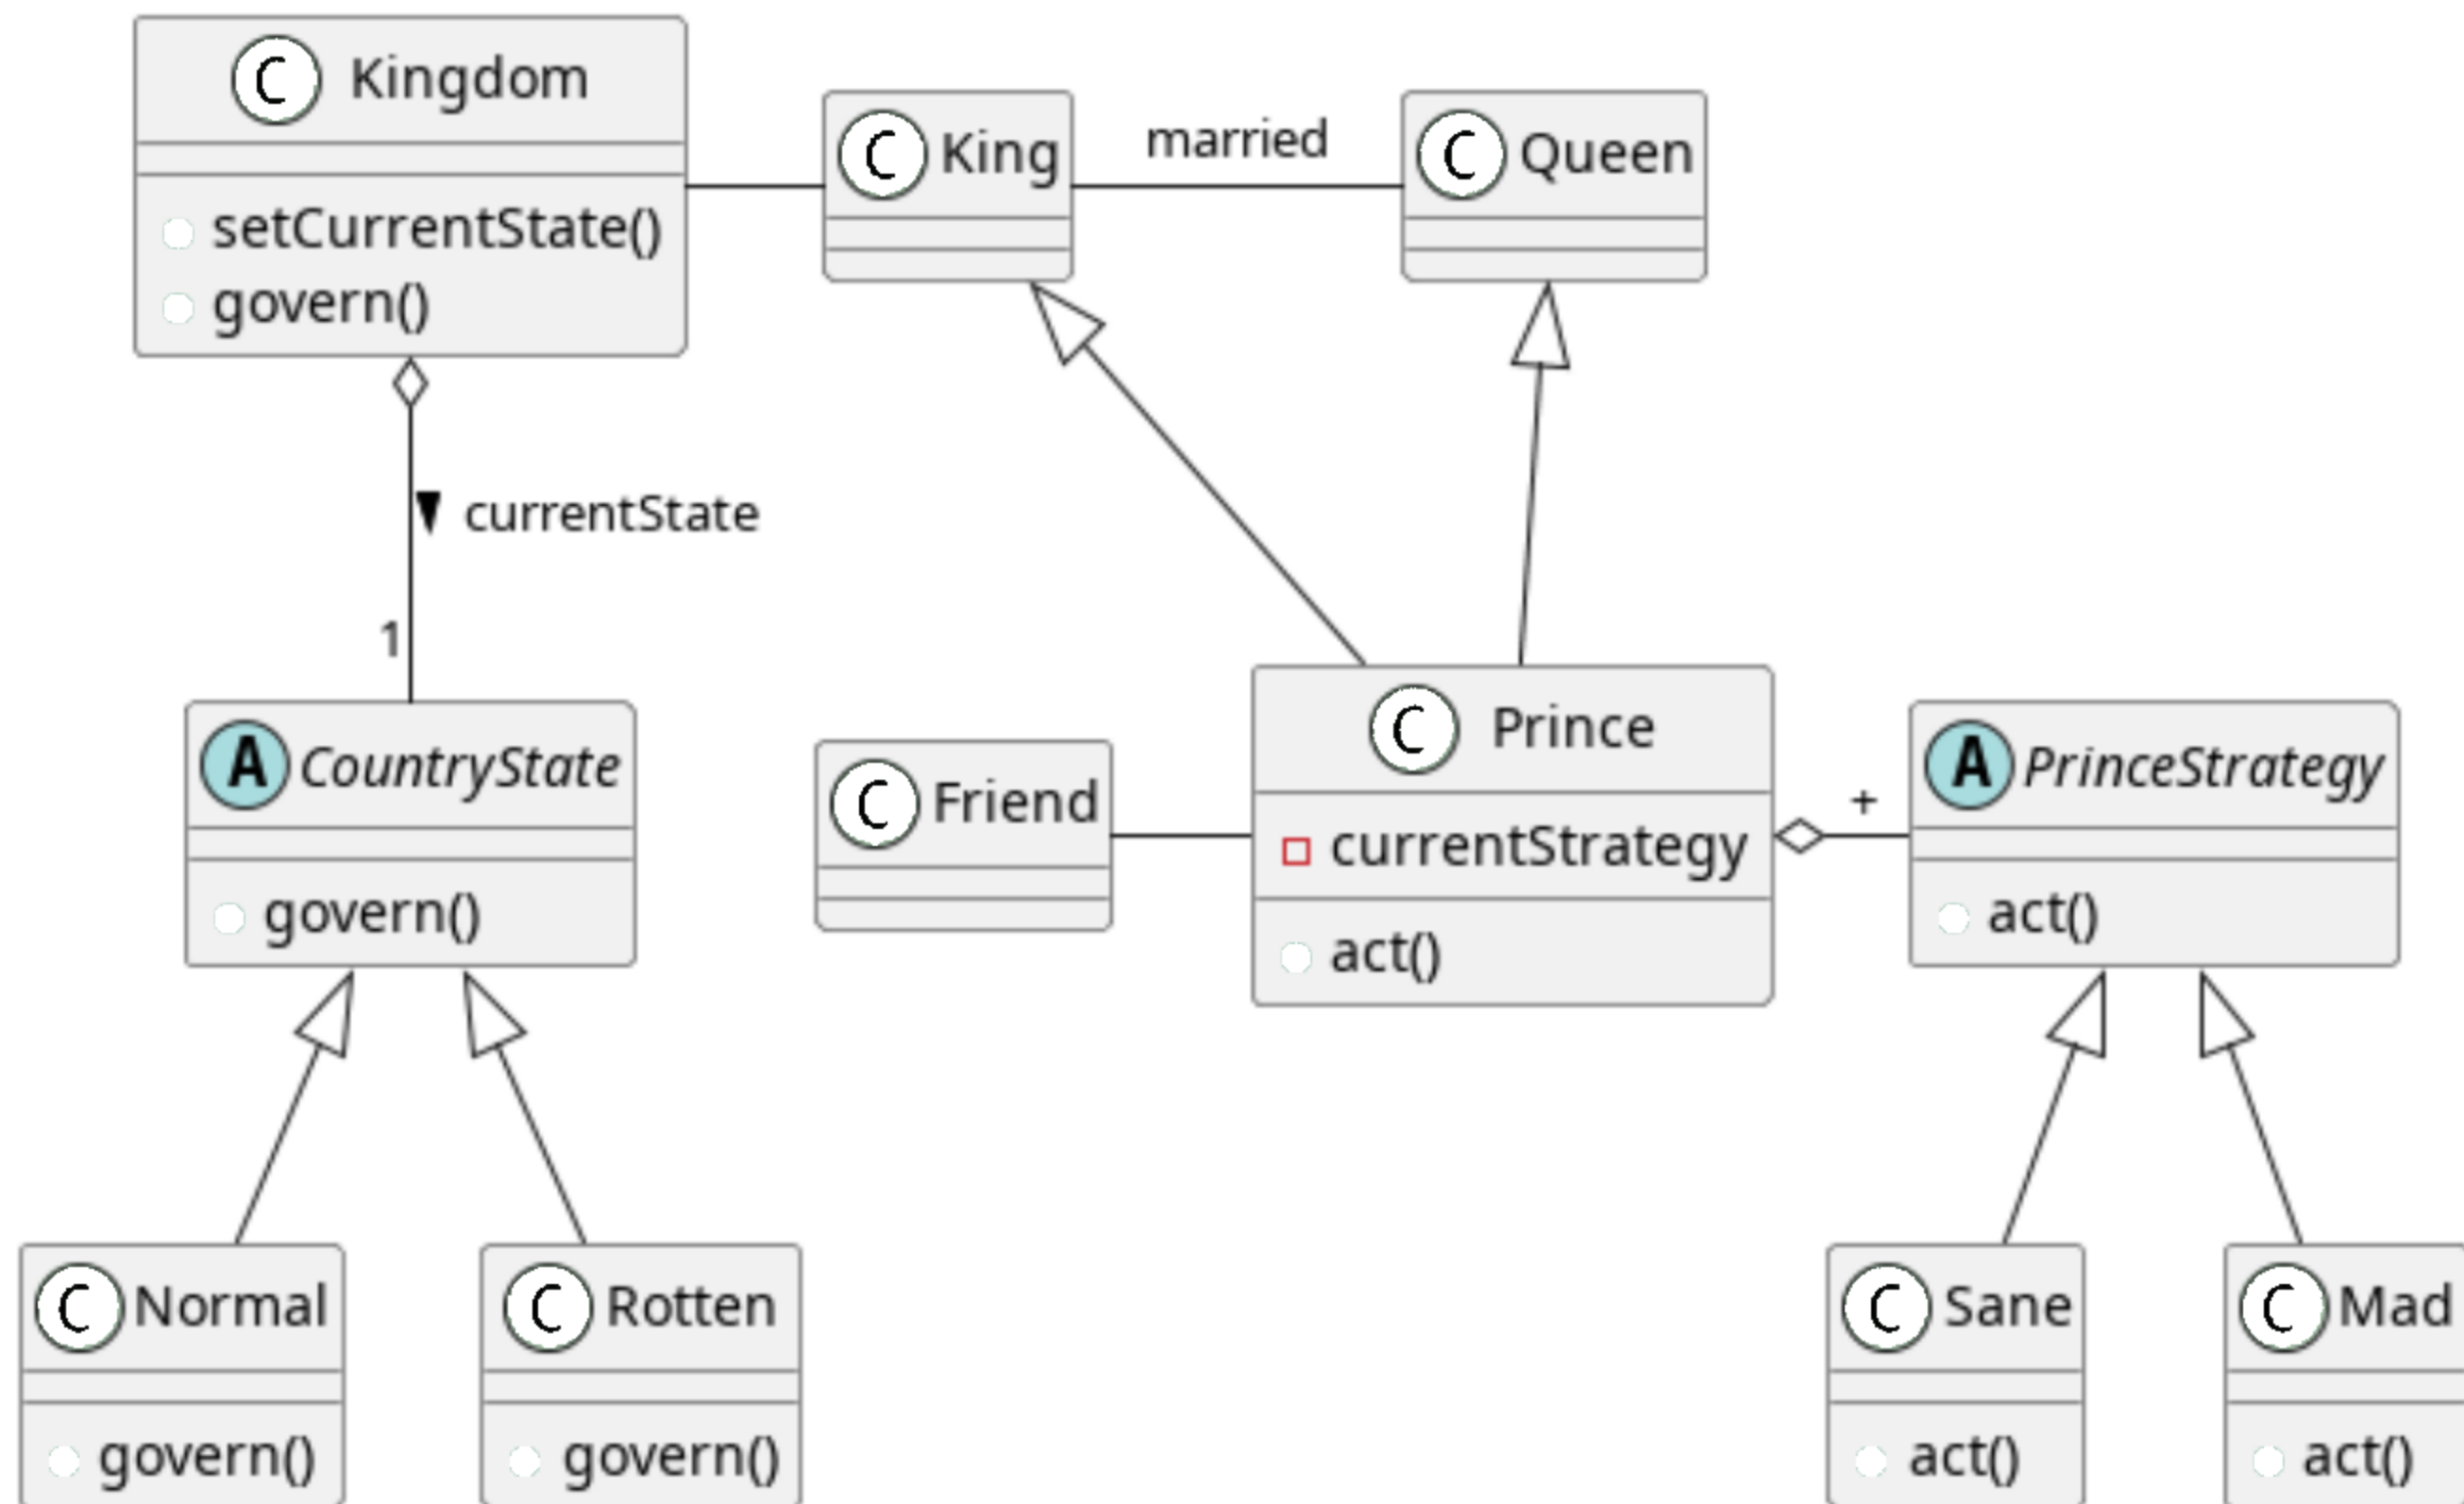 C Kingdom
setCurrentState()
govern()
C King
married
C Queen
currentState
1
A CountryState
govern()
C Friend
C Prince
currentStrategy
act()
+
A PrinceStrategy
act()
C Normal
govern()
C Rotten
govern()
C Sane
act()
C Mad
act()